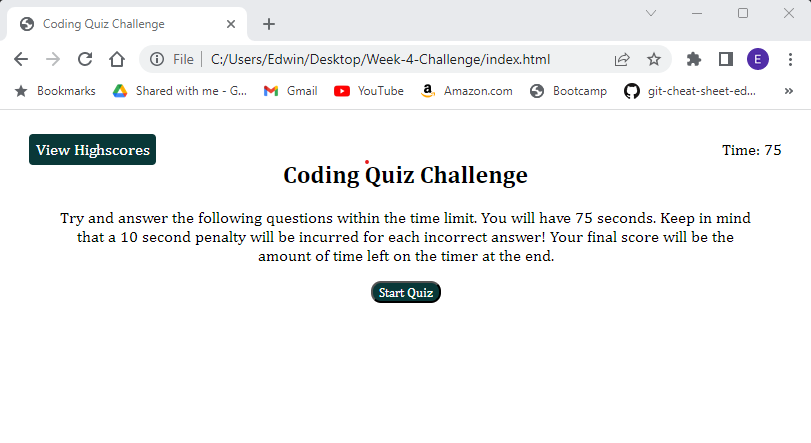 Coding Quiz Challenge
File | C:/Users/Edwin/Desktop/Week-4-Challenge/index.html
E
Bookmarks Shared with me - G... Gmail YouTube Amazon.com Bootcamp git-cheat-sheet-ed... »
View Highscores Time: 75
Coding Quiz Challenge
Try and answer the following questions within the time limit. You will have 75 seconds. Keep in mind
that a 10 second penalty will be incurred for each incorrect answer! Your final score will be the
amount of time left on the timer at the end.
Start Quiz